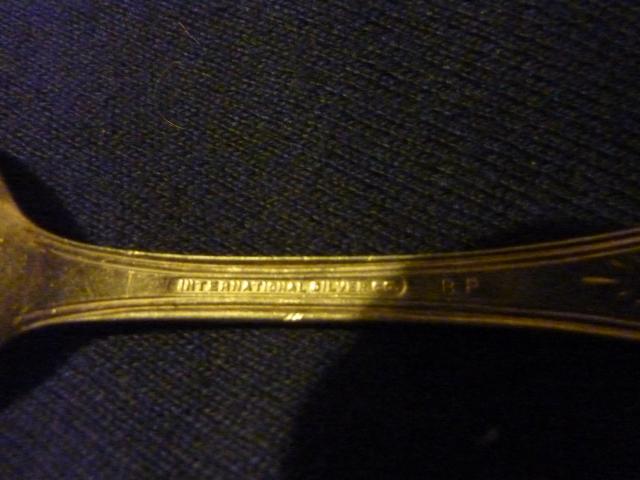 INTERNATIONAL SILVER CO. B P